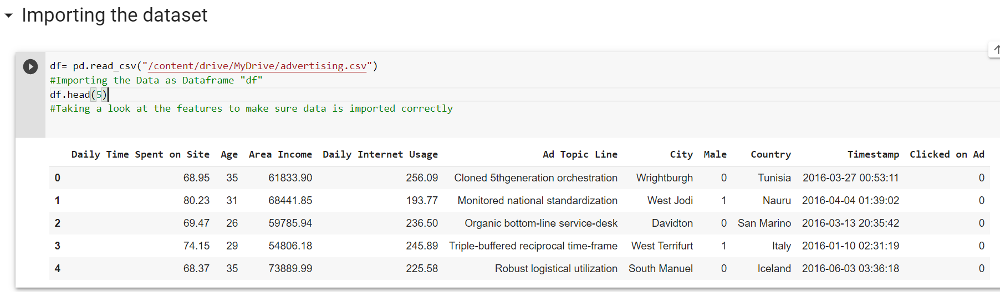 Importing the dataset
df= pd.read_csv("/content/drive/MyDrive/advertising.csv")
#Importing the Data as Dataframe "df"
df.head(5)
#Taking a look at the features to make sure data is imported correctly
Daily Time Spent on Site Age Area Income Daily Internet Usage Ad Topic Line City Male Country Timestamp Clicked on Ad
0 68.95 35 61833.90 256.09 Cloned 5thgeneration orchestration Wrightburgh 0 Tunisia 2016-03-27 00:53:11 0
1 80.23 31 68441.85 193.77 Monitored national standardization West Jodi 1 Nauru 2016-04-04 01:39:02 0
2 69.47 26 59785.94 236.50 Organic bottom-line service-desk Davidton 0 San Marino 2016-03-13 20:35:42 0
3 74.15 29 54806.18 245.89 Triple-buffered reciprocal time-frame West Terrifurt 1 Italy 2016-01-10 02:31:19 0
4 68.37 35 73889.99 225.58 Robust logistical utilization South Manuel 0 Iceland 2016-06-03 03:36:18 0